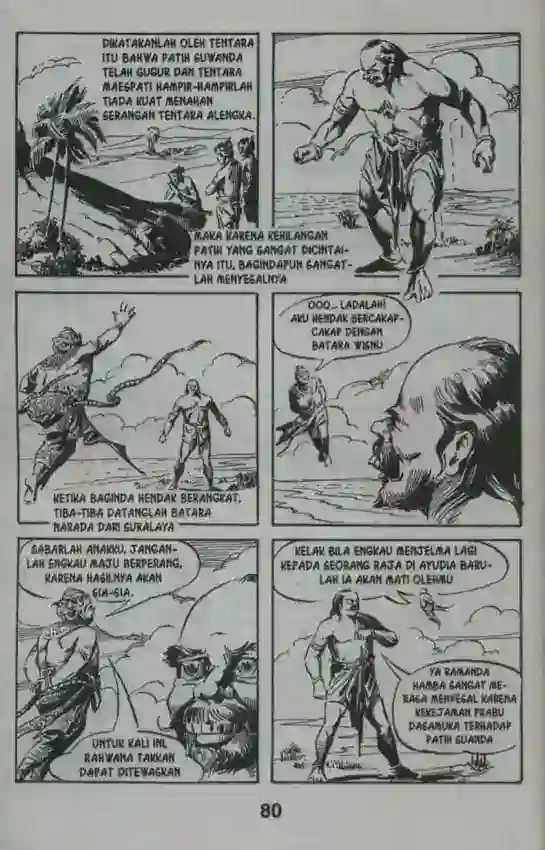 DIKATAKANLAH OLEH TENTARA
ITU BAHWA PATIH SUWANDA
TELAH GUGUR DAN TENTARA
MAESPATI HAMPIR-HAMPIRLAH
TIADA KUAT MENAHAN
SERANGAN TENTARA ALENGKA.
MAKA KARENA KEHILANGAN
PATIH YANG SANGAT DICINTAI-
NYA ITU, BAGINDAPUN SANGAT-
LAH MENYESALNYA
KETIKA BAGINDA HENDAK BERANGKAT,
TIBA-TIBA DATANGLAH BATARA
NARADA DARI SURALAYA
OOO... LADALAH!
AKU HENDAK BERCAKAP-
CAKAP DENGAN
BATARA WISNU
SABARLAH ANAKKU, JANGAN-
LAH ENGKAU MAJU BERPERANG,
KARENA HASILNYA AKAN
SIA-SIA.
UNTUK KALI INI,
RAHWANA TAKKAN
DAPAT DITEWASKAN
KELAK BILA ENGKAU MENJELMA LAGI
KEPADA SEORANG RAJA DI AYUDIA BARU-
LAH IA AKAN MATI OLEHMU
YA RAMANDA
HAMBA SANGAT ME-
RASA MENYESAL KARENA
KEKEJAMAN PRABU
DASAMUKA TERHADAP
PATIH SUANDA
80